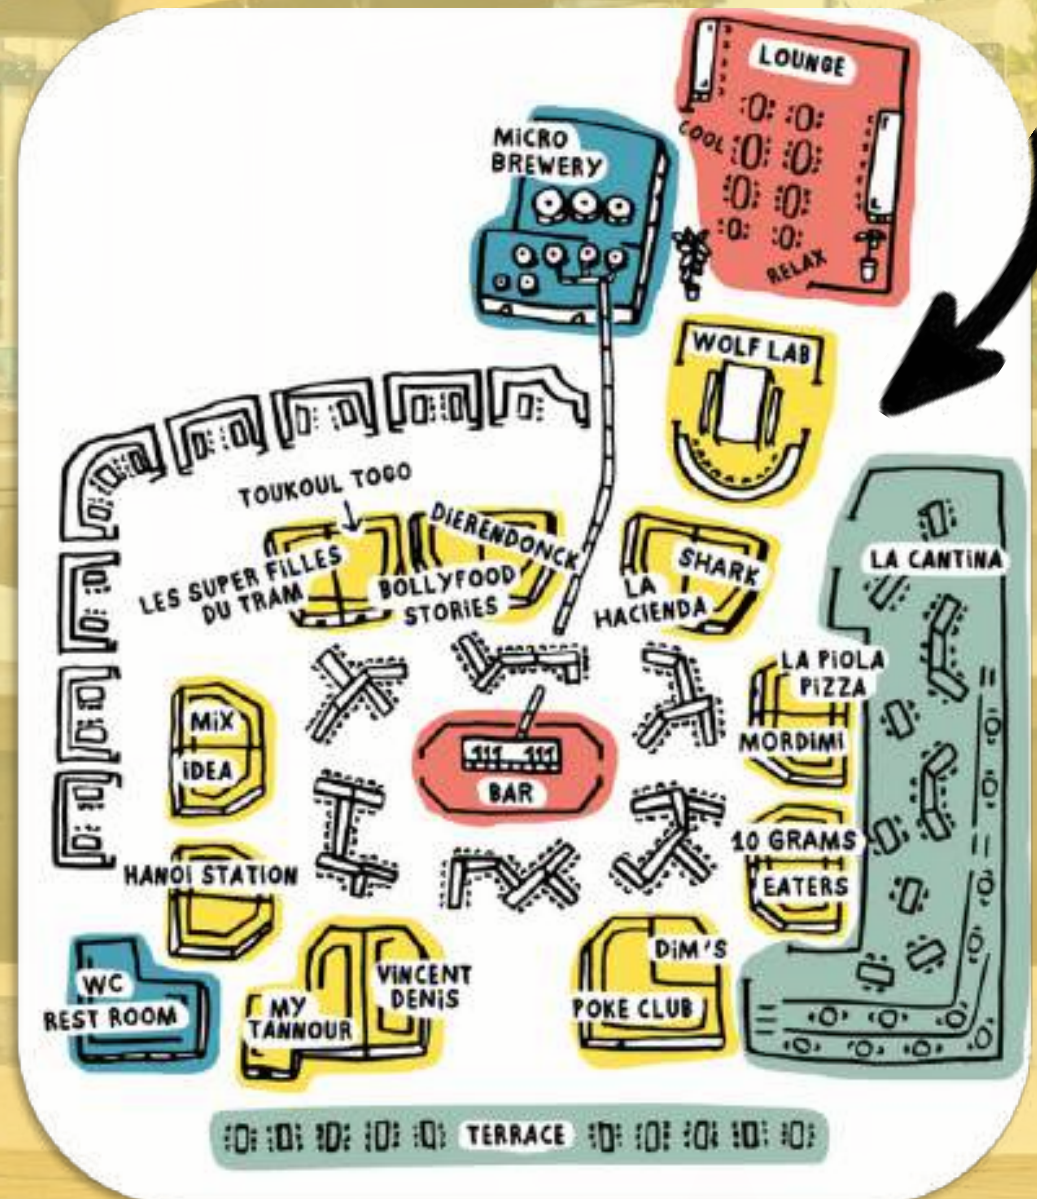 LOUNGE
COOL
RELAX
MiCRO
BREWERY
WOLF LAB
TOUKOUL TOGO
LES SUPER FiLLES
DU TRAM
DiERENDONCK
BOLLYFOOD
STORiES
SHARK
LA
HACiENDA
LA CANTiNA
LA PiOLA
PiZZA
MORDiMi
MiX
iDEA
BAR
10 GRAMS
EATERS
HANOi STATiON
WC
REST ROOM
MY
TANNOUR
ViNCENT
DENiS
DiM'S
POKE CLUB
TERRACE